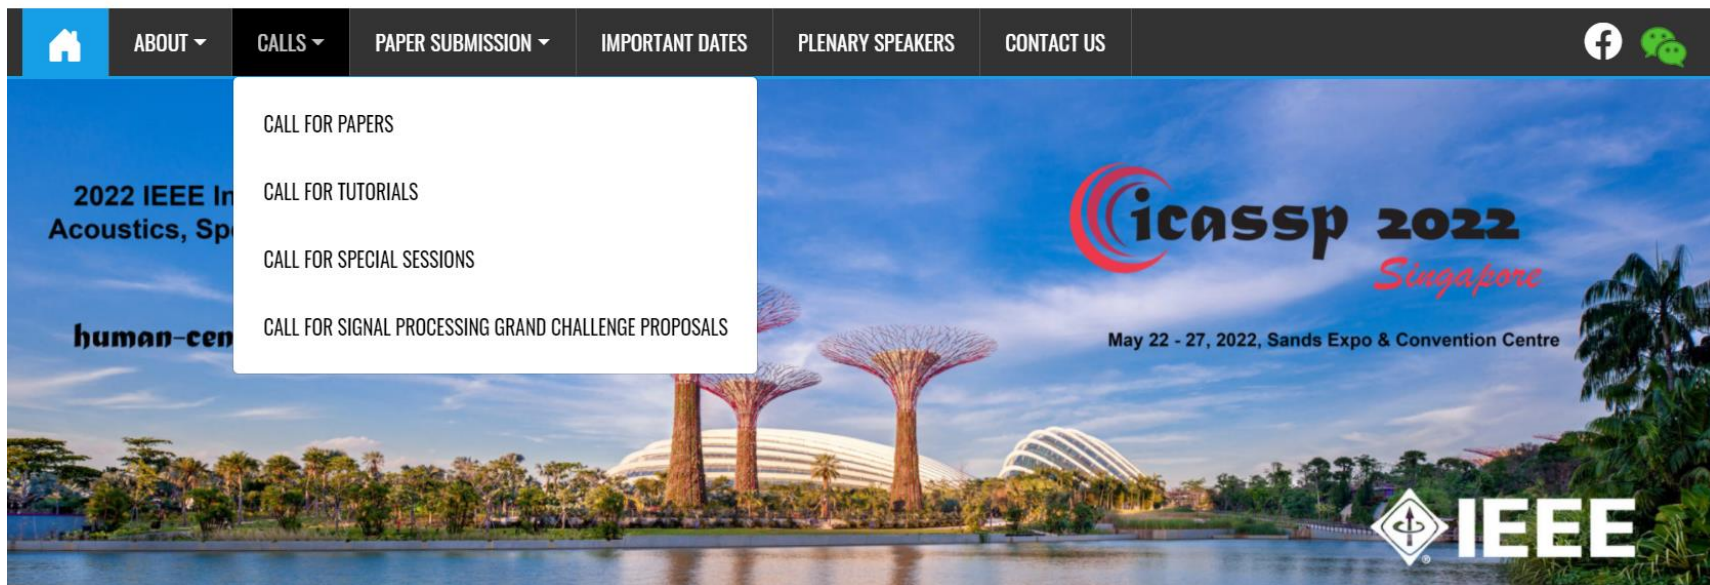 ABOUT
CALLS
PAPER SUBMISSION
IMPORTANT DATES
PLENARY SPEAKERS
CONTACT US
CALL FOR PAPERS
CALL FOR TUTORIALS
CALL FOR SPECIAL SESSIONS
CALL FOR SIGNAL PROCESSING GRAND CHALLENGE PROPOSALS
2022 IEEE In
Acoustics, Spe
human-cen
icassp 2022
Singapore
May 22 - 27, 2022, Sands Expo & Convention Centre
IEEE